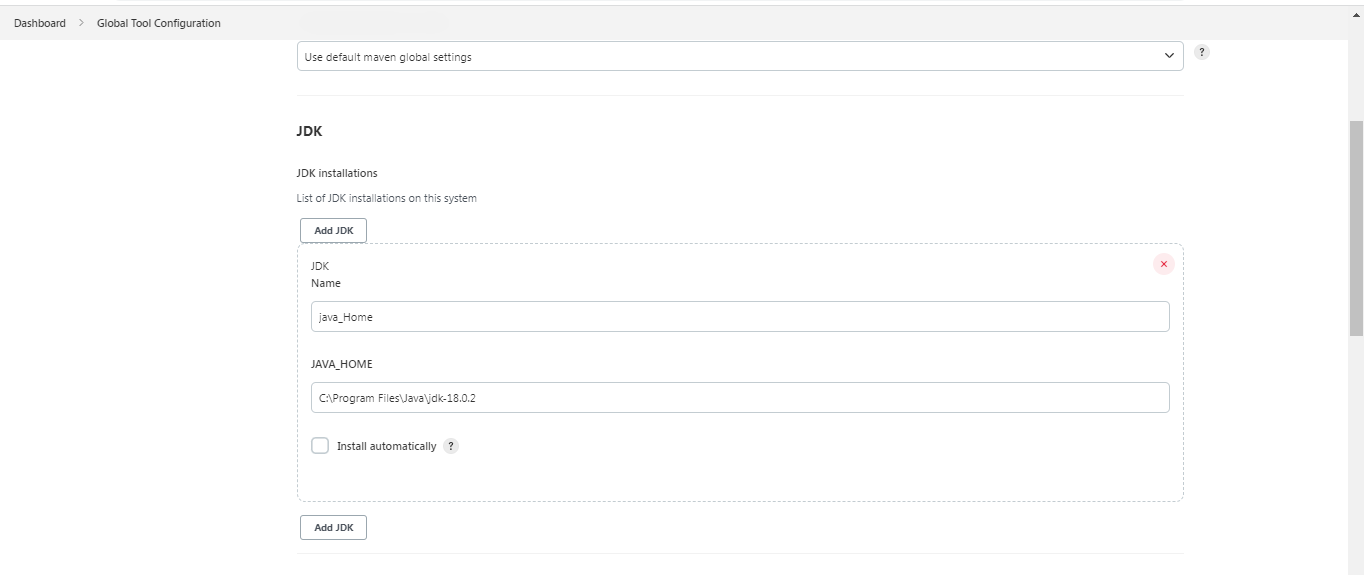 Dashboard > Global Tool Configuration
Use default maven global settings
?
JDK
JDK installations
List of JDK installations on this system
Add JDK
JDK
Name
java_Home
JAVA_HOME
C:\Program Files\Java\jdk-18.0.2
Install automatically ?
Add JDK